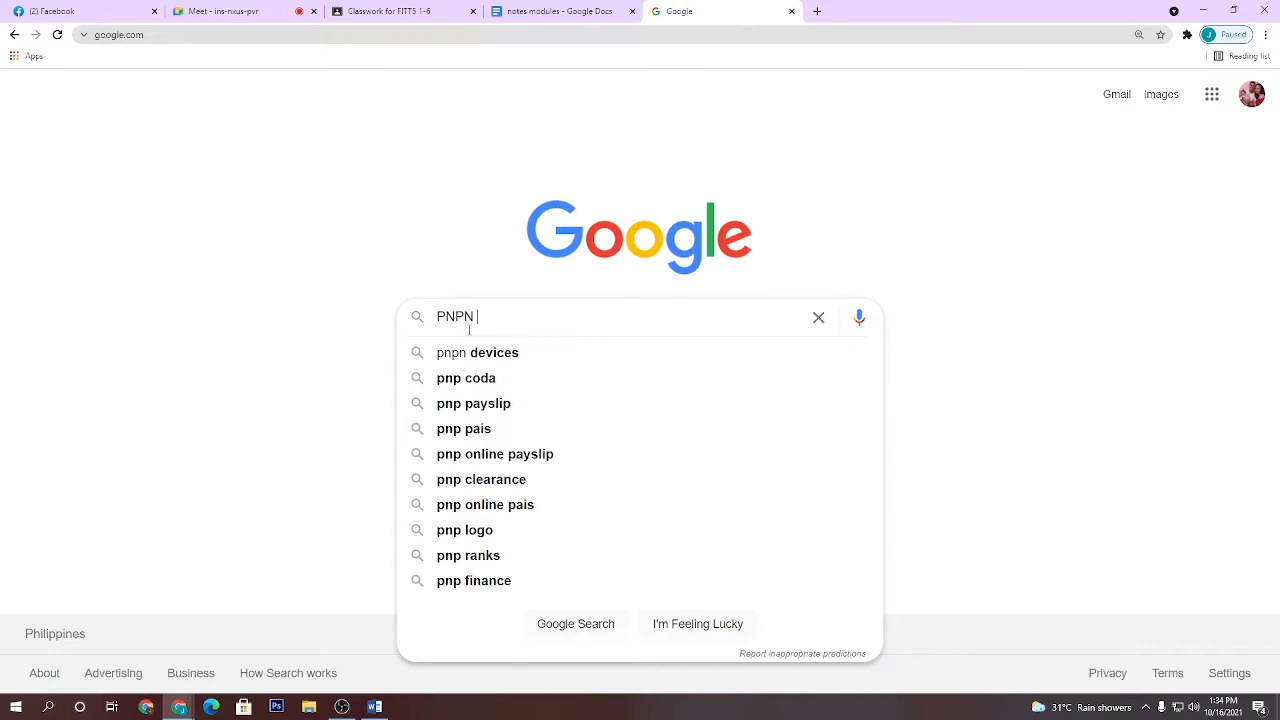 (2) Facebook
Meet - ins-nxus-pvr
Classwork for FITT5 1-6
notes modules - Google Docs
Google
google.com
J Paused
Apps
Reading list
Gmail Images
Google
PNPN
pnpn devices
pnp coda
pnp payslip
pnp pais
pnp online payslip
pnp clearance
pnp online pais
pnp logo
pnp ranks
pnp finance
Google Search I'm Feeling Lucky
Report inappropriate predictions
Philippines
About Advertising Business How Search works Privacy Terms Settings
Ps
31°C Rain showers
1:34 PM
10/16/2021